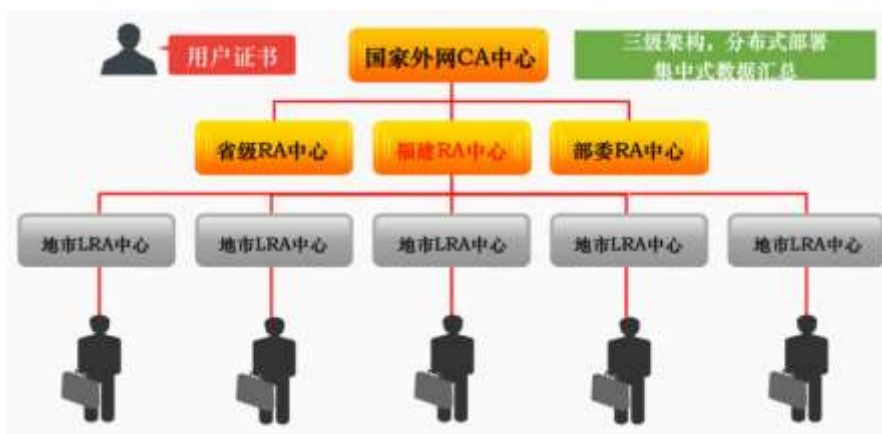 用户证书
国家外网CA中心
三级架构，分布式部署
集中式数据汇总
省级RA中心
福建RA中心
部委RA中心
地市LRA中心
地市LRA中心
地市LRA中心
地市LRA中心
地市LRA中心